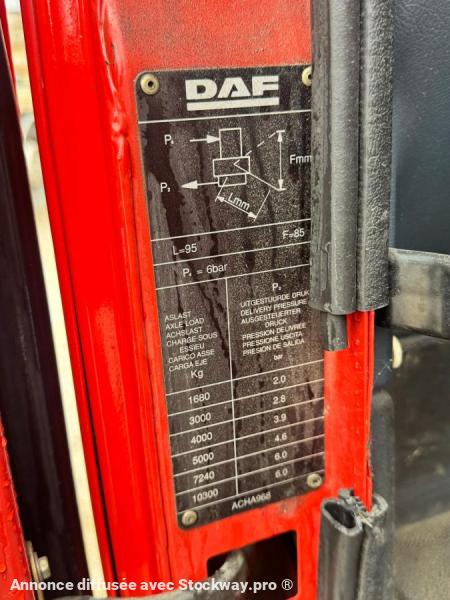 DAF
P₁
Fmm
P₂
Lmm
L=95 F=85
P₁ = 6bar
ASLAST
AXLE LOAD
ACHSLAST
CHARGE SOUS
ESSIEU
CARICO ASSE
CARGA EJE
Kg
P₂
UITGESTUURDE DRUK
DELIVERY PRESSURE
AUSGESTEUERTER
DRUCK
PRESSION DELIVREE
PRESSIONE USCITA
PRESION DE SALIDA
bar
1680 2.0
3000 2.8
4000 3.9
5000 4.6
7240 6.0
10300 6.0
ACHA968
Annonce diffusée avec Stockway.pro ®